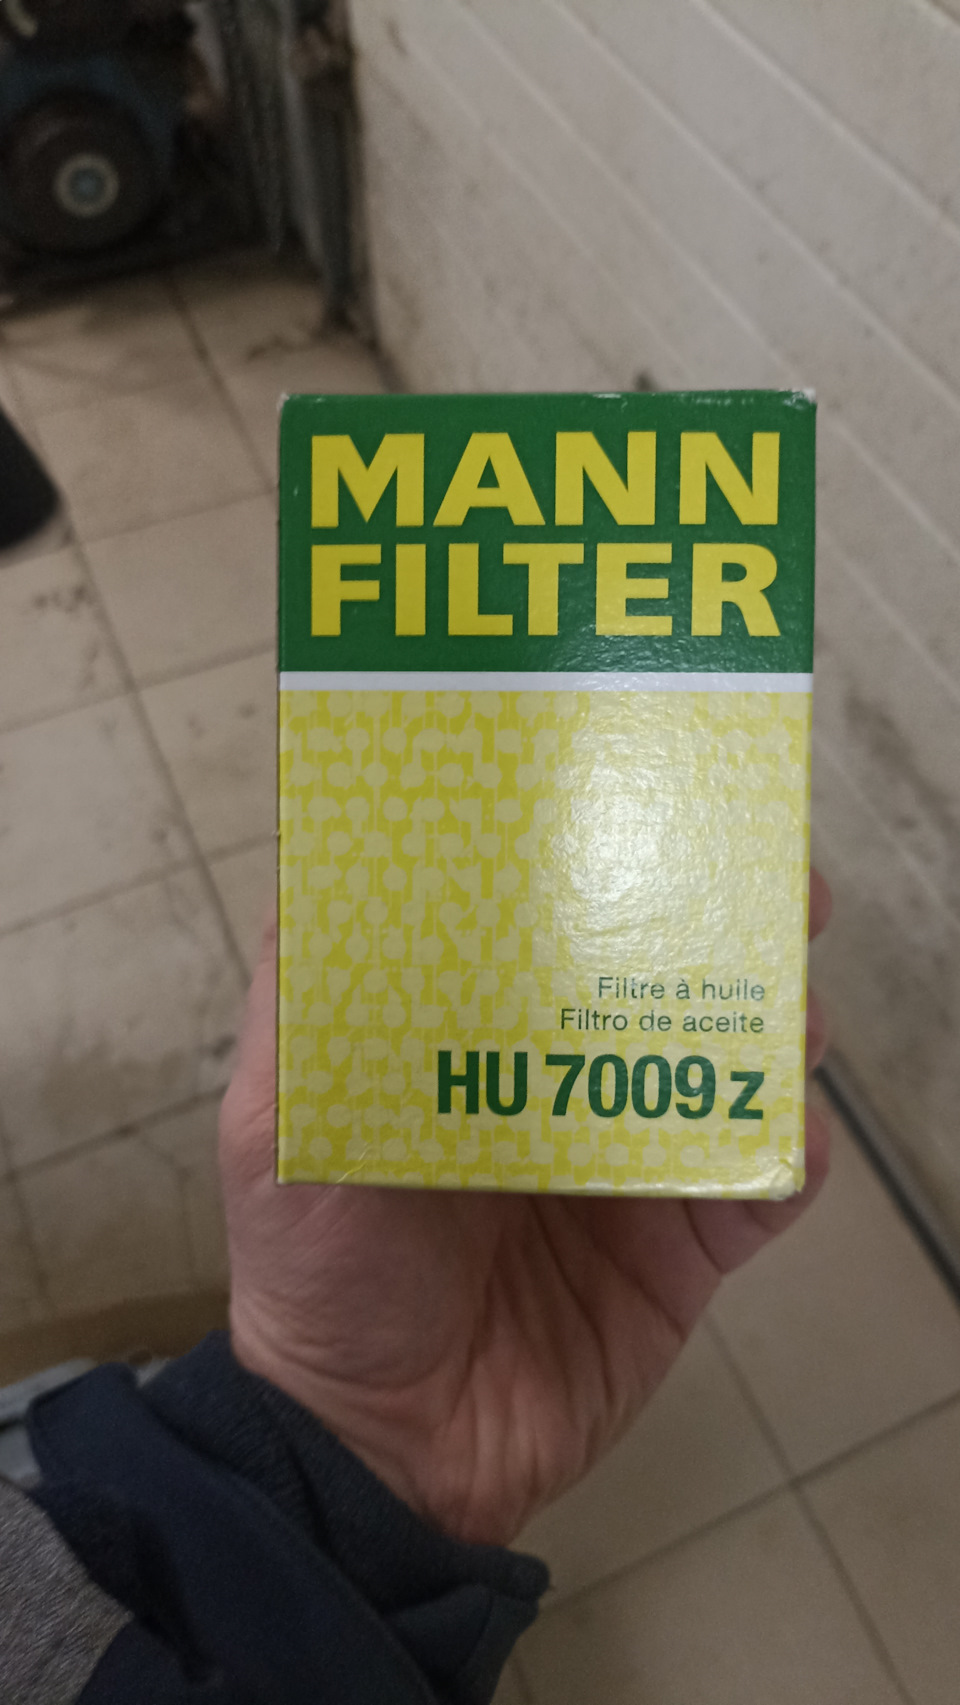 MANN
FILTER
Filtre à huile
Filtro de aceite
HU 7009 z